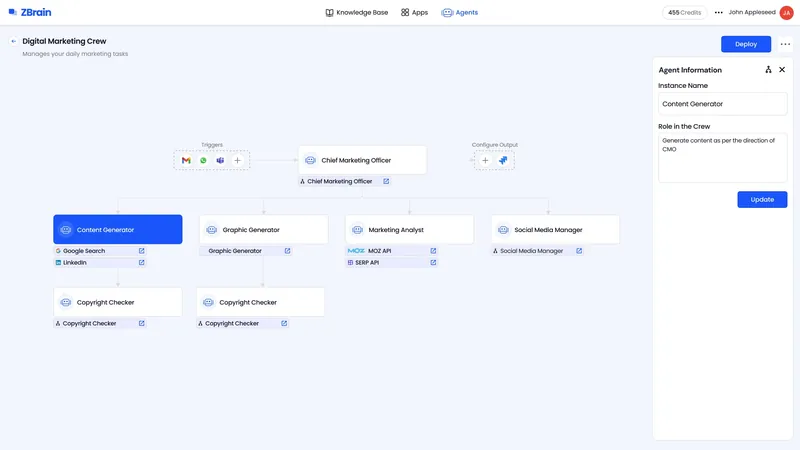 ZBrain
Knowledge Base
Apps
Agents
455 Credits
John Appleseed
JA
Digital Marketing Crew
Manages your daily marketing tasks
Deploy
Triggers
Chief Marketing Officer
Chief Marketing Officer
Configure Output
Content Generator
Google Search
LinkedIn
Graphic Generator
Graphic Generator
Marketing Analyst
MOZ MOZ API
SERP API
Social Media Manager
Social Media Manager
Copyright Checker
Copyright Checker
Copyright Checker
Copyright Checker
Agent Information
Instance Name
Content Generator
Role in the Crew
Generate content as per the direction of
CMO
Update